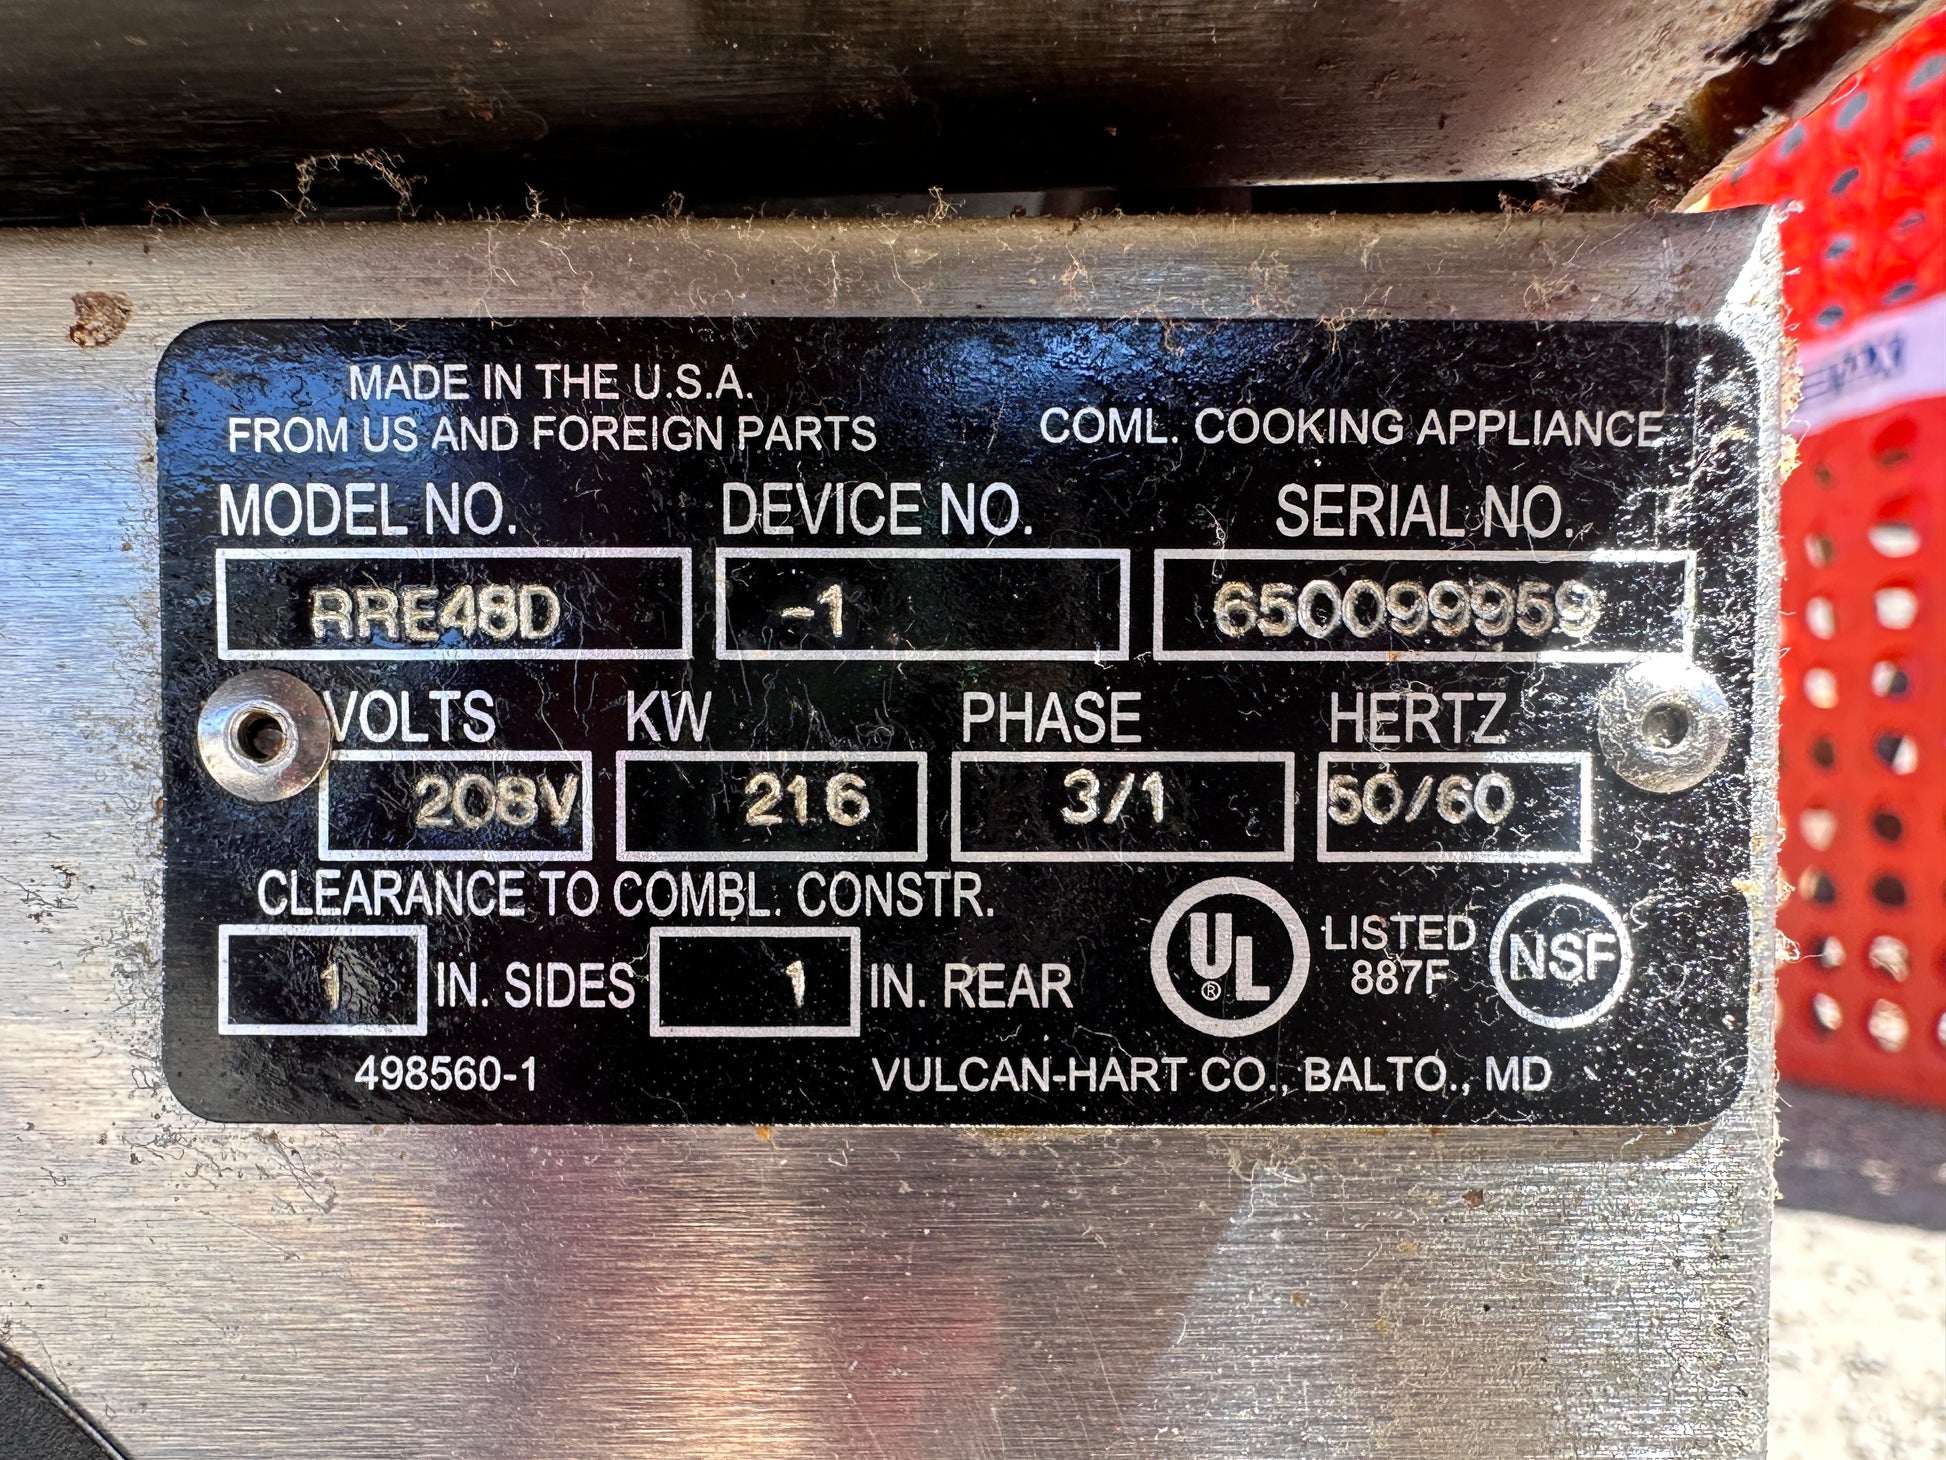 MADE IN THE U.S.A.
FROM US AND FOREIGN PARTS
COML. COOKING APPLIANCE
MODEL NO. DEVICE NO. SERIAL NO.
RRE48D -1 650099959
VOLTS KW PHASE HERTZ
208V 21.6 3/1 50/60
CLEARANCE TO COMBL. CONSTR.
1 IN. SIDES 1 IN. REAR
UL ® LISTED
887F
NSF
498560-1 VULCAN-HART CO., BALTO., MD